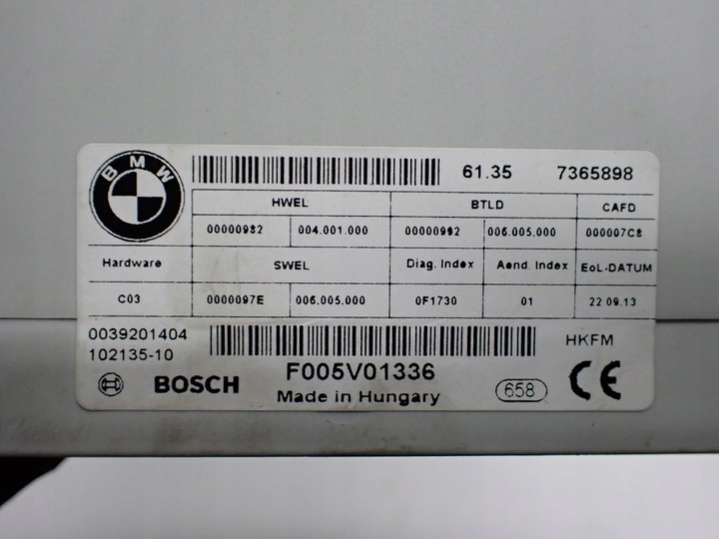 BMW
61.35 7365898
HWEL BTLD CAFD
00000982 004.001.000 00000992 006.005.000 000007C8
Hardware SWEL Diag. Index Aend. Index EoL-DATUM
C03 0000097E 006.005.000 0F1730 01 22.09.13
0039201404
102135-10
HKFM
BOSCH F005V01336
Made in Hungary
658
CE